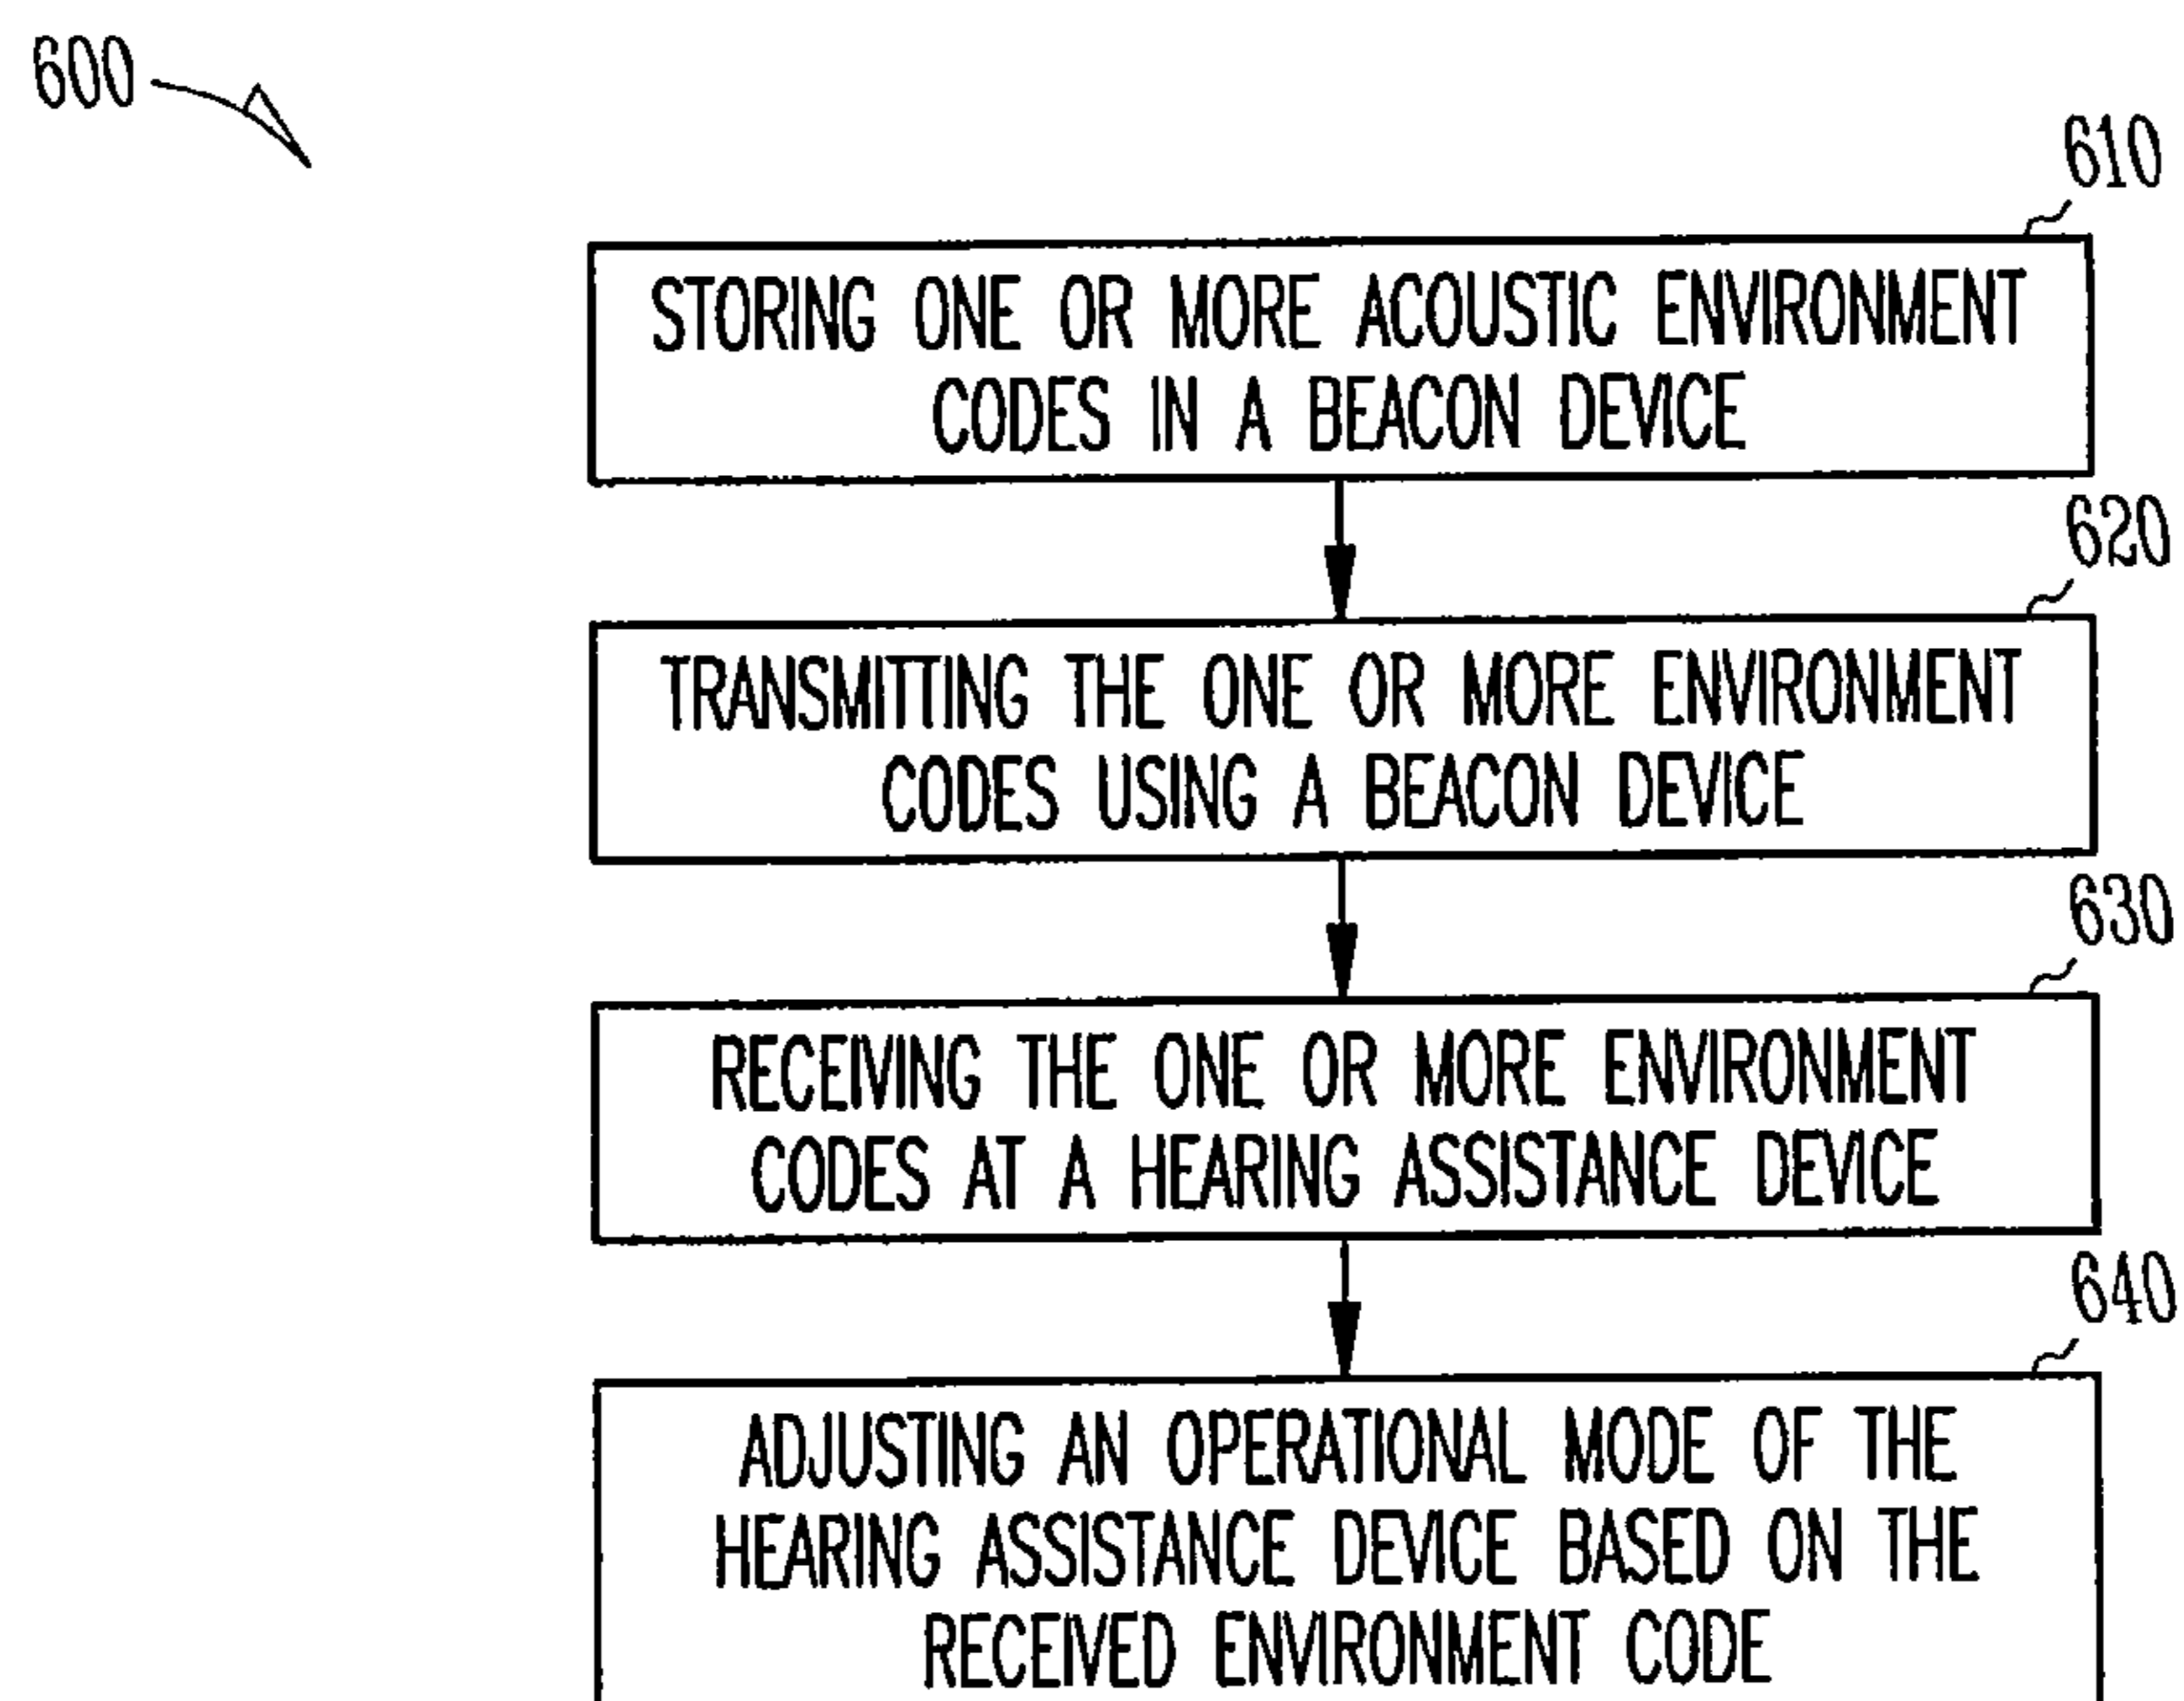 600
610
STORING ONE OR MORE ACOUSTIC ENVIRONMENT
CODES IN A BEACON DEVICE
620
TRANSMITTING THE ONE OR MORE ENVIRONMENT
CODES USING A BEACON DEVICE
630
RECEIVING THE ONE OR MORE ENVIRONMENT
CODES AT A HEARING ASSISTANCE DEVICE
640
ADJUSTING AN OPERATIONAL MODE OF THE
HEARING ASSISTANCE DEVICE BASED ON THE
RECEIVED ENVIRONMENT CODE